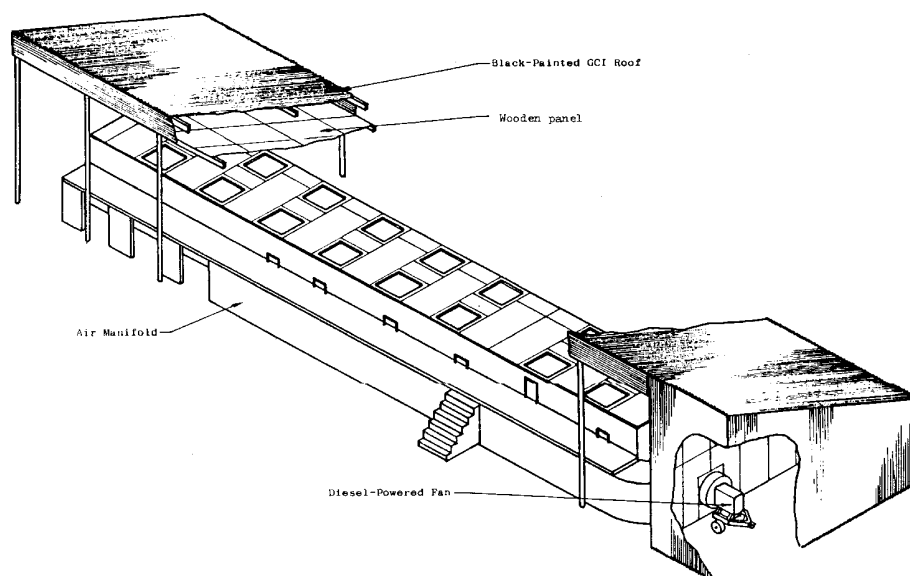 Black-Painted GCI Roof
Wooden panel
Air Manifold
Diesel-Powered Fan